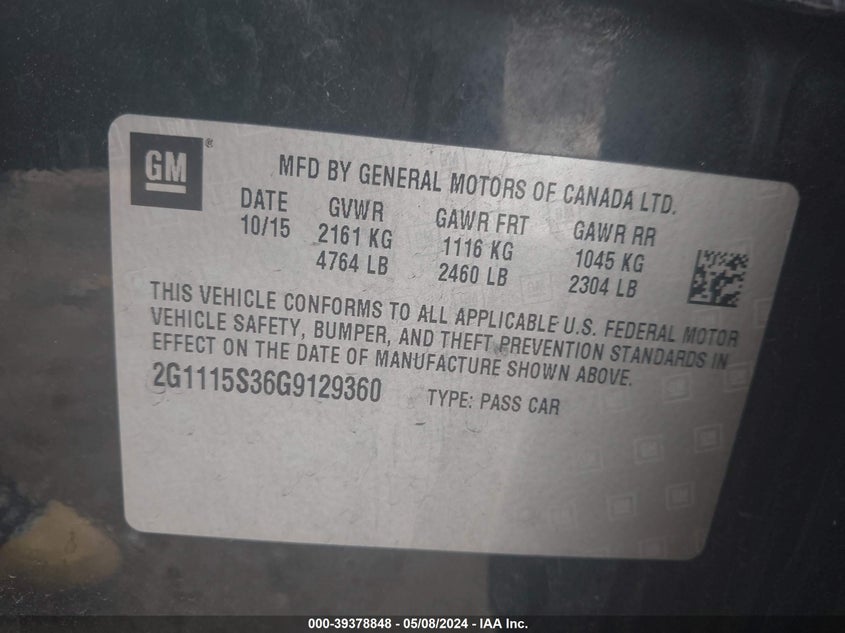 GM®
MFD BY GENERAL MOTORS OF CANADA LTD.
DATE GVWR GAWR FRT GAWR RR
10/15 2161 KG 1116 KG 1045 KG
4764 LB 2460 LB 2304 LB
THIS VEHICLE CONFORMS TO ALL APPLICABLE U.S. FEDERAL MOTOR
VEHICLE SAFETY, BUMPER, AND THEFT PREVENTION STANDARDS IN
EFFECT ON THE DATE OF MANUFACTURE SHOWN ABOVE.
2G1115S36G9129360 TYPE: PASS CAR
000-39378848 - 05/08/2024 - IAA Inc.